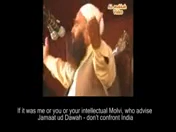 If it was me or you or your intellectual Molvi, who advise
Jamaat ud Dawah - don't confront India